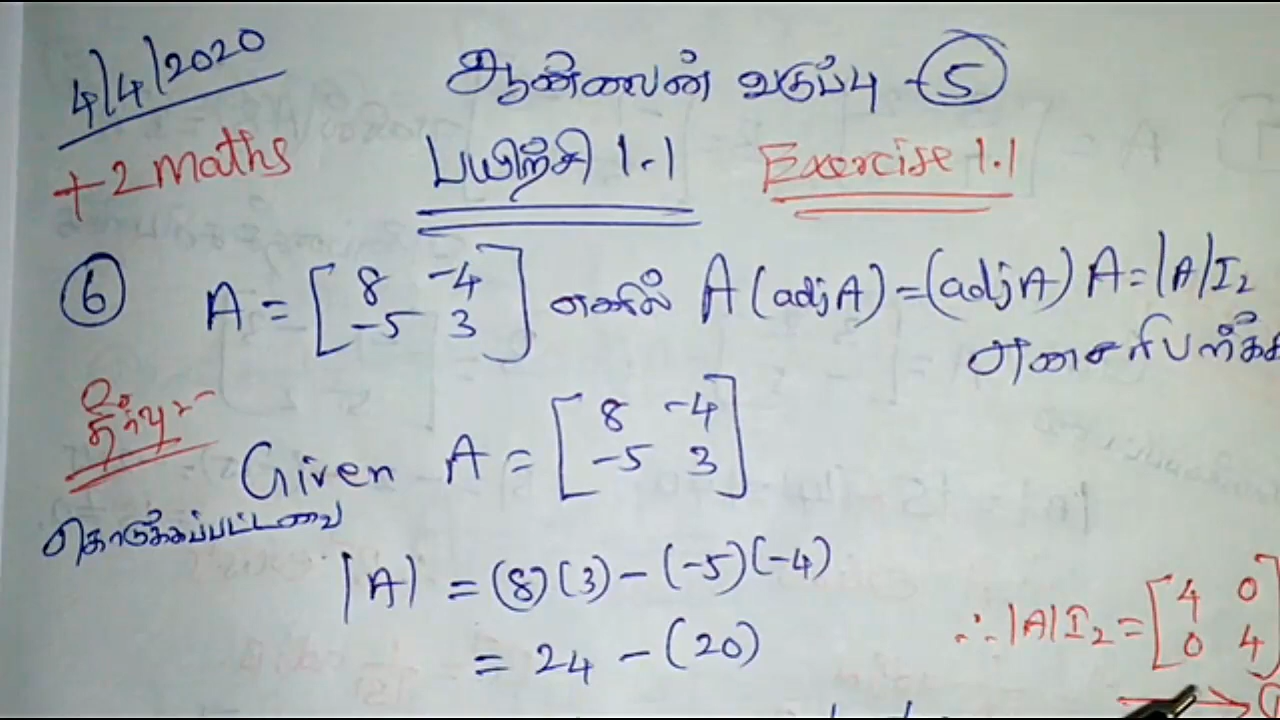 4/4/2020 ஆன்லைன் வகுப்பு - 5
+2 maths பயிற்சி 1.1 Exercise 1.1
6 A = [8 -4 எனில் A (adj A) = (adj A) A = |A| I₂
-5 3]
என சரிபார்க்க
தீர்வு:-
Given A = [8 -4
-5 3]
கொடுக்கப்பட்டவை
|A| = (8)(3) - (-5)(-4)
= 24 - (20)
∴ |A| I₂ = [4 0
0 4]